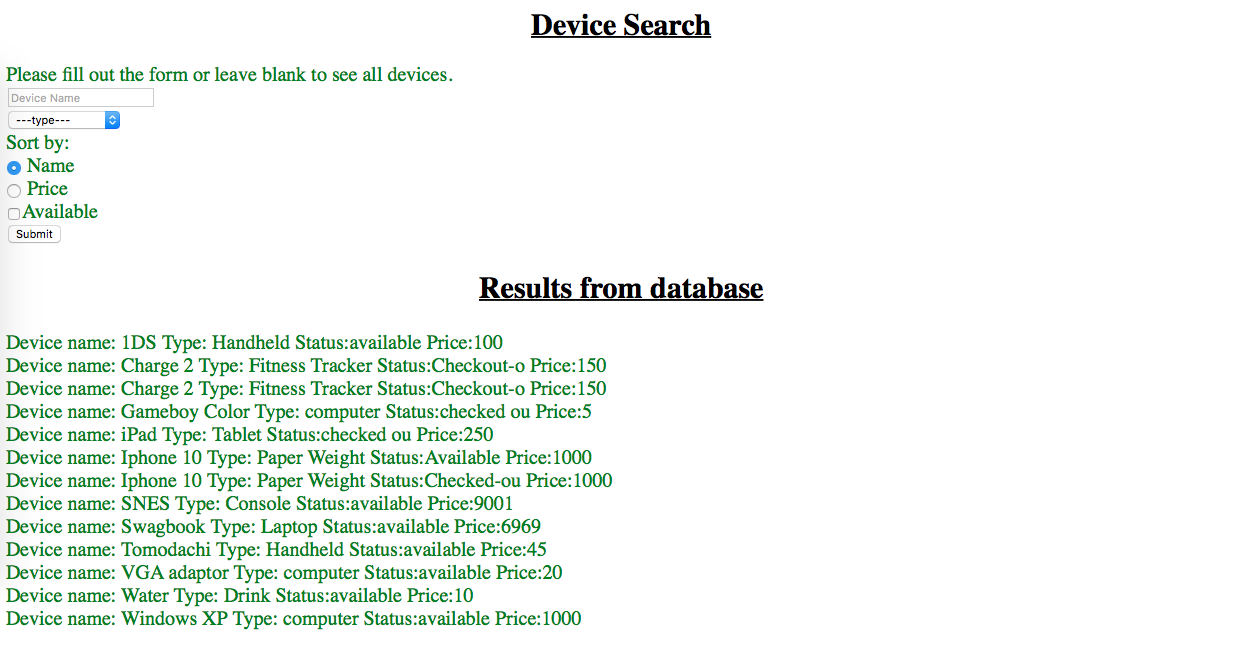 Device Search
Please fill out the form or leave blank to see all devices.
Device Name
---type---
Sort by:
Name
Price
Available
Submit
Results from database
Device name: 1DS Type: Handheld Status:available Price:100
Device name: Charge 2 Type: Fitness Tracker Status:Checkout-o Price:150
Device name: Charge 2 Type: Fitness Tracker Status:Checkout-o Price:150
Device name: Gameboy Color Type: computer Status:checked ou Price:5
Device name: iPad Type: Tablet Status:checked ou Price:250
Device name: Iphone 10 Type: Paper Weight Status:Available Price:1000
Device name: Iphone 10 Type: Paper Weight Status:Checked-ou Price:1000
Device name: SNES Type: Console Status:available Price:9001
Device name: Swagbook Type: Laptop Status:available Price:6969
Device name: Tomodachi Type: Handheld Status:available Price:45
Device name: VGA adaptor Type: computer Status:available Price:20
Device name: Water Type: Drink Status:available Price:10
Device name: Windows XP Type: computer Status:available Price:1000